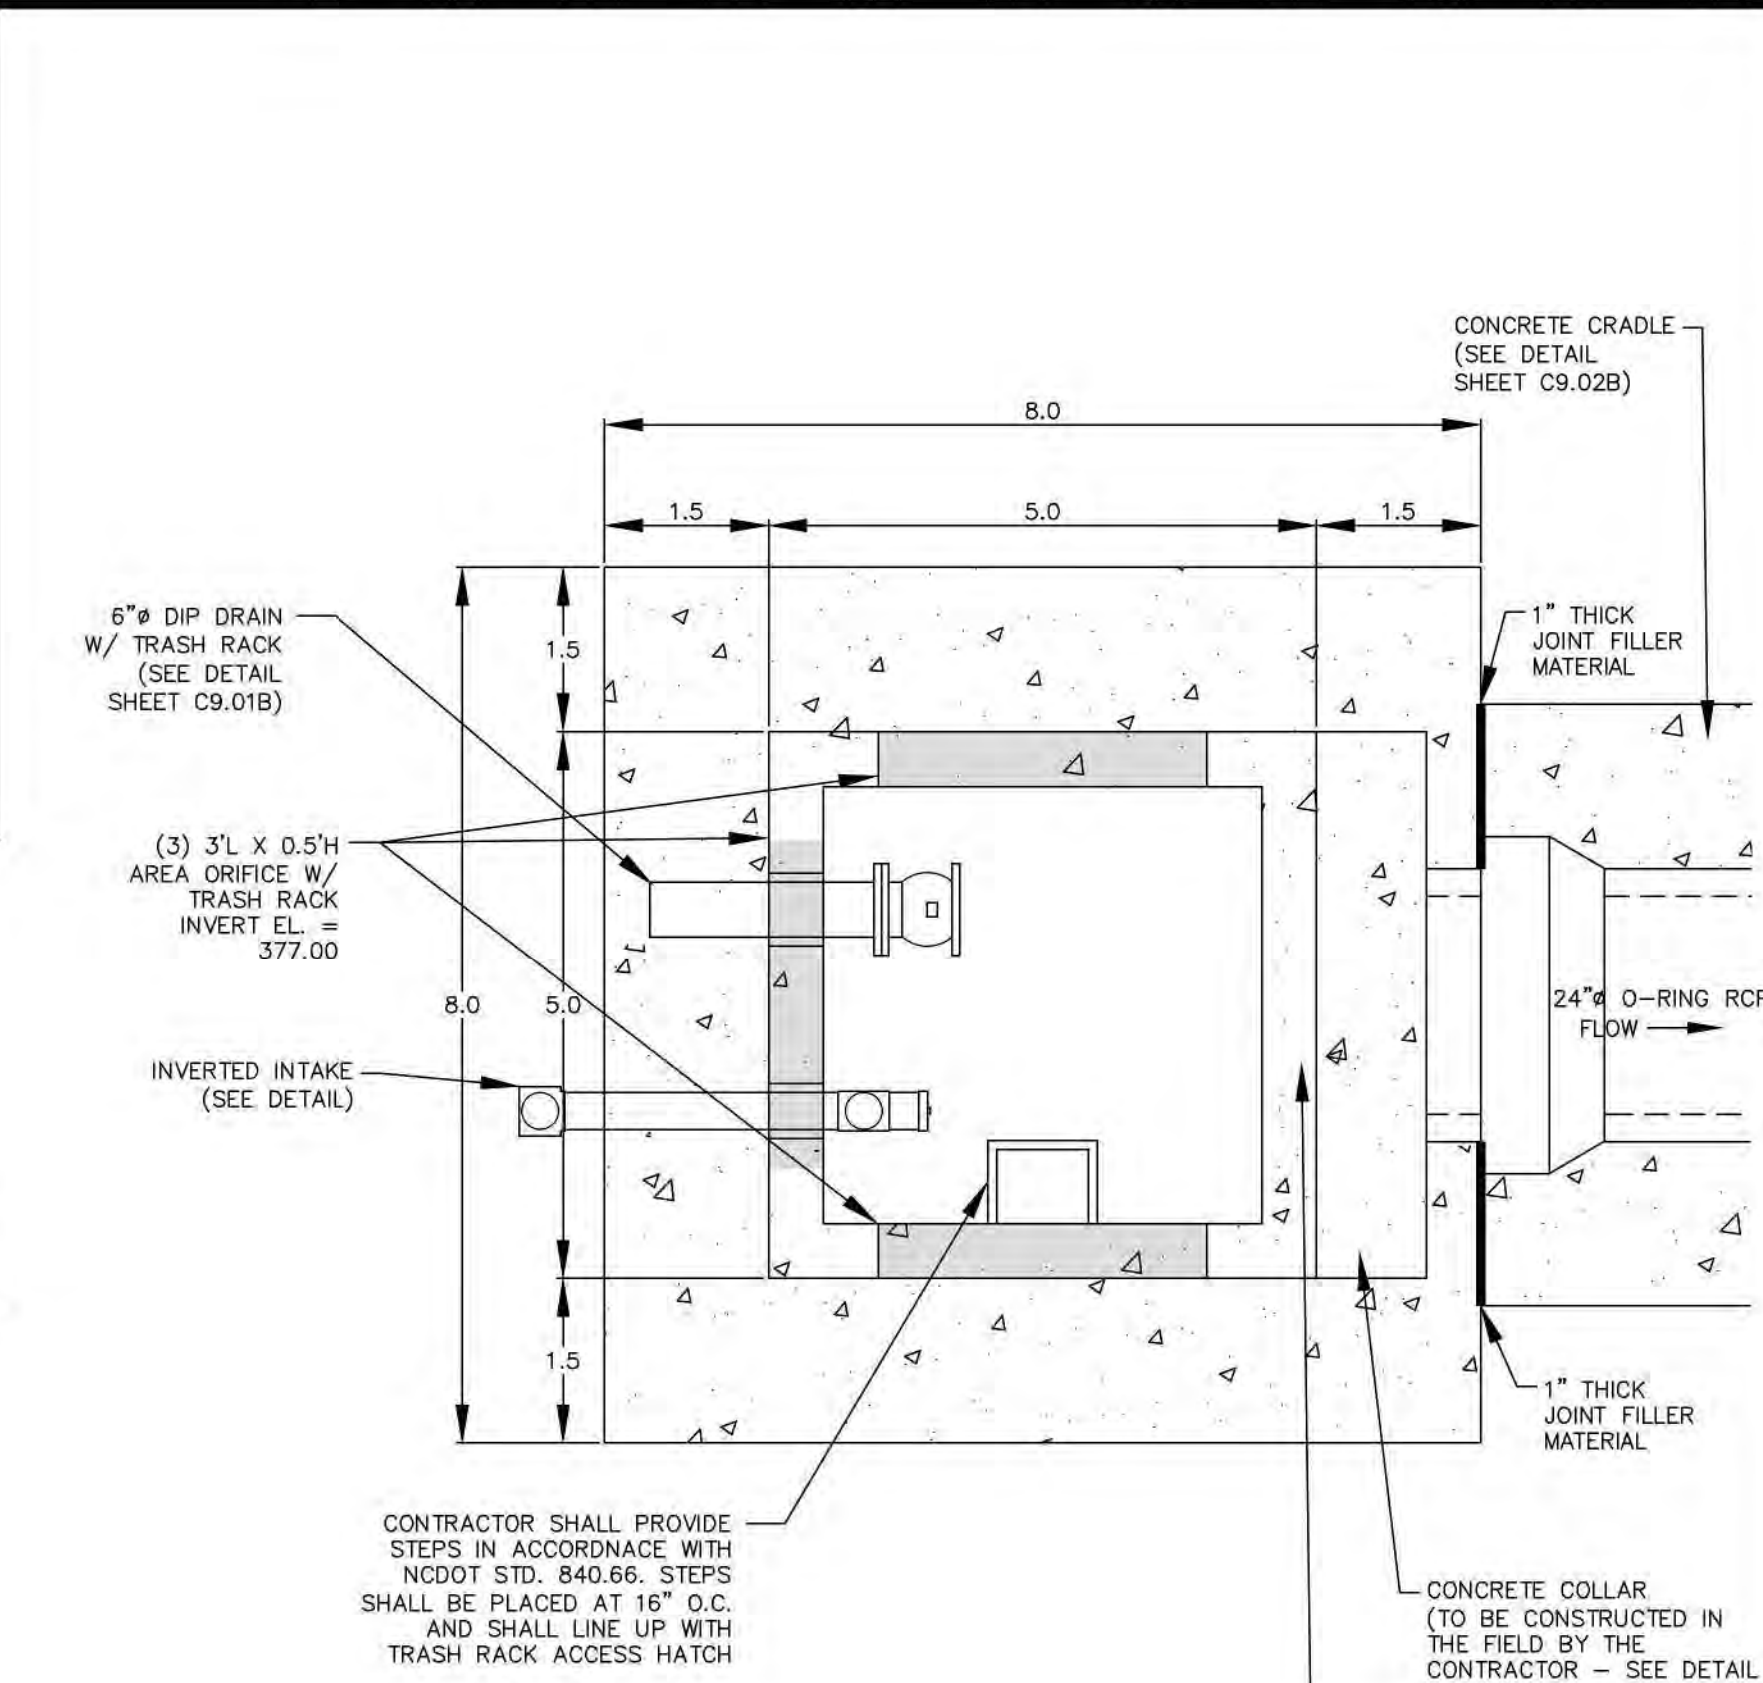 CONCRETE CRADLE
(SEE DETAIL
SHEET C9.02B)
8.0
1.5
5.0
1.5
6"ø DIP DRAIN
W/ TRASH RACK
(SEE DETAIL
SHEET C9.01B)
1.5
1" THICK
JOINT FILLER
MATERIAL
(3) 3'L X 0.5'H
AREA ORIFICE W/
TRASH RACK
INVERT EL. =
377.00
8.0
5.0
24"ø O-RING RCP
FLOW
INVERTED INTAKE
(SEE DETAIL)
1.5
1" THICK
JOINT FILLER
MATERIAL
CONTRACTOR SHALL PROVIDE
STEPS IN ACCORDNACE WITH
NCDOT STD. 840.66. STEPS
SHALL BE PLACED AT 16" O.C.
AND SHALL LINE UP WITH
TRASH RACK ACCESS HATCH
CONCRETE COLLAR
(TO BE CONSTRUCTED IN
THE FIELD BY THE
CONTRACTOR – SEE DETAIL